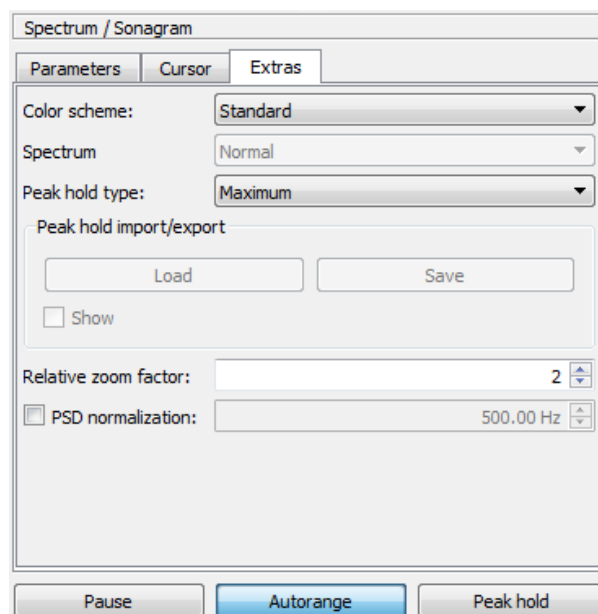 Spectrum / Sonagram
Parameters Cursor Extras
Color scheme: Standard
Spectrum Normal
Peak hold type: Maximum
Peak hold import/export
Load Save
Show
Relative zoom factor: 2
PSD normalization: 500.00 Hz
Pause Autorange Peak hold